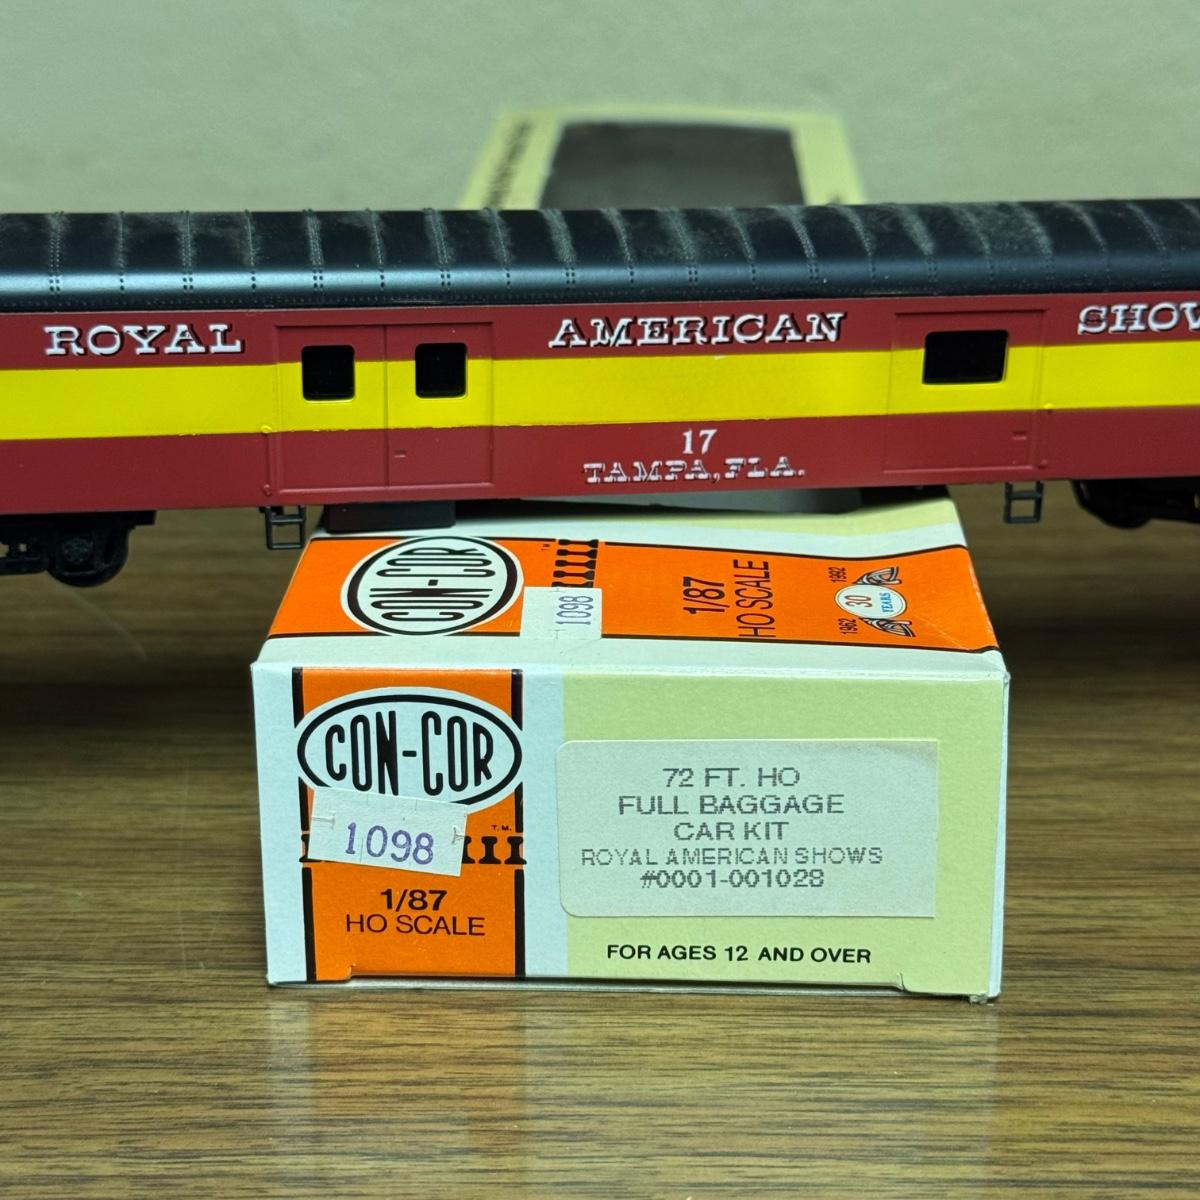 ROYAL AMERICAN SHOW
17
TAMPA, FLA.
CON-COR
T.M.
1098
1/87
HO SCALE
1962 1992
30
YEARS
CON-COR
T.M.
1098
1/87
HO SCALE
72 FT. HO
FULL BAGGAGE
CAR KIT
ROYAL AMERICAN SHOWS
#0001-001028
FOR AGES 12 AND OVER